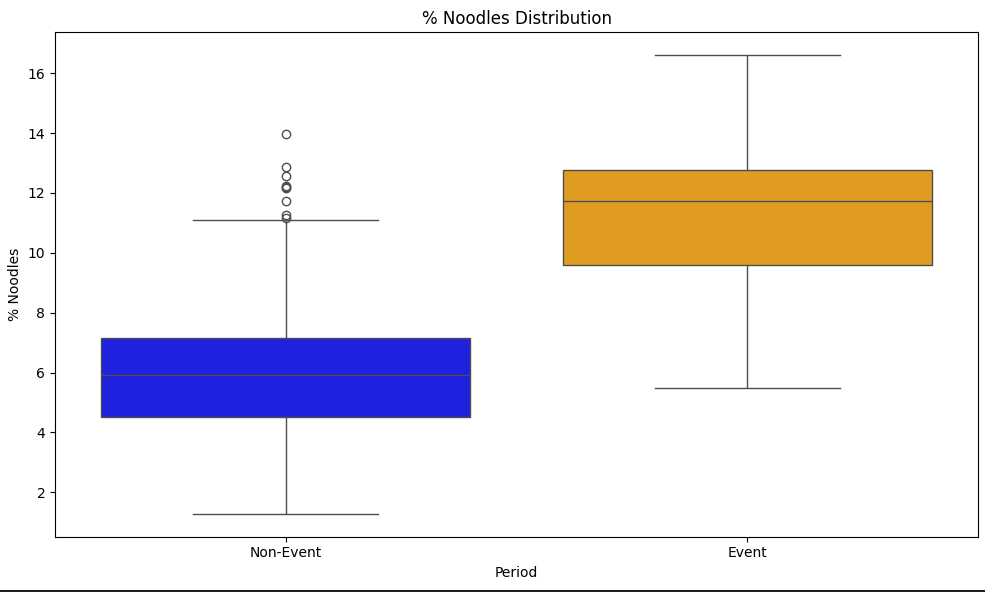 % Noodles Distribution
% Noodles
16
14
12
10
8
6
4
2
Non-Event
Event
Period